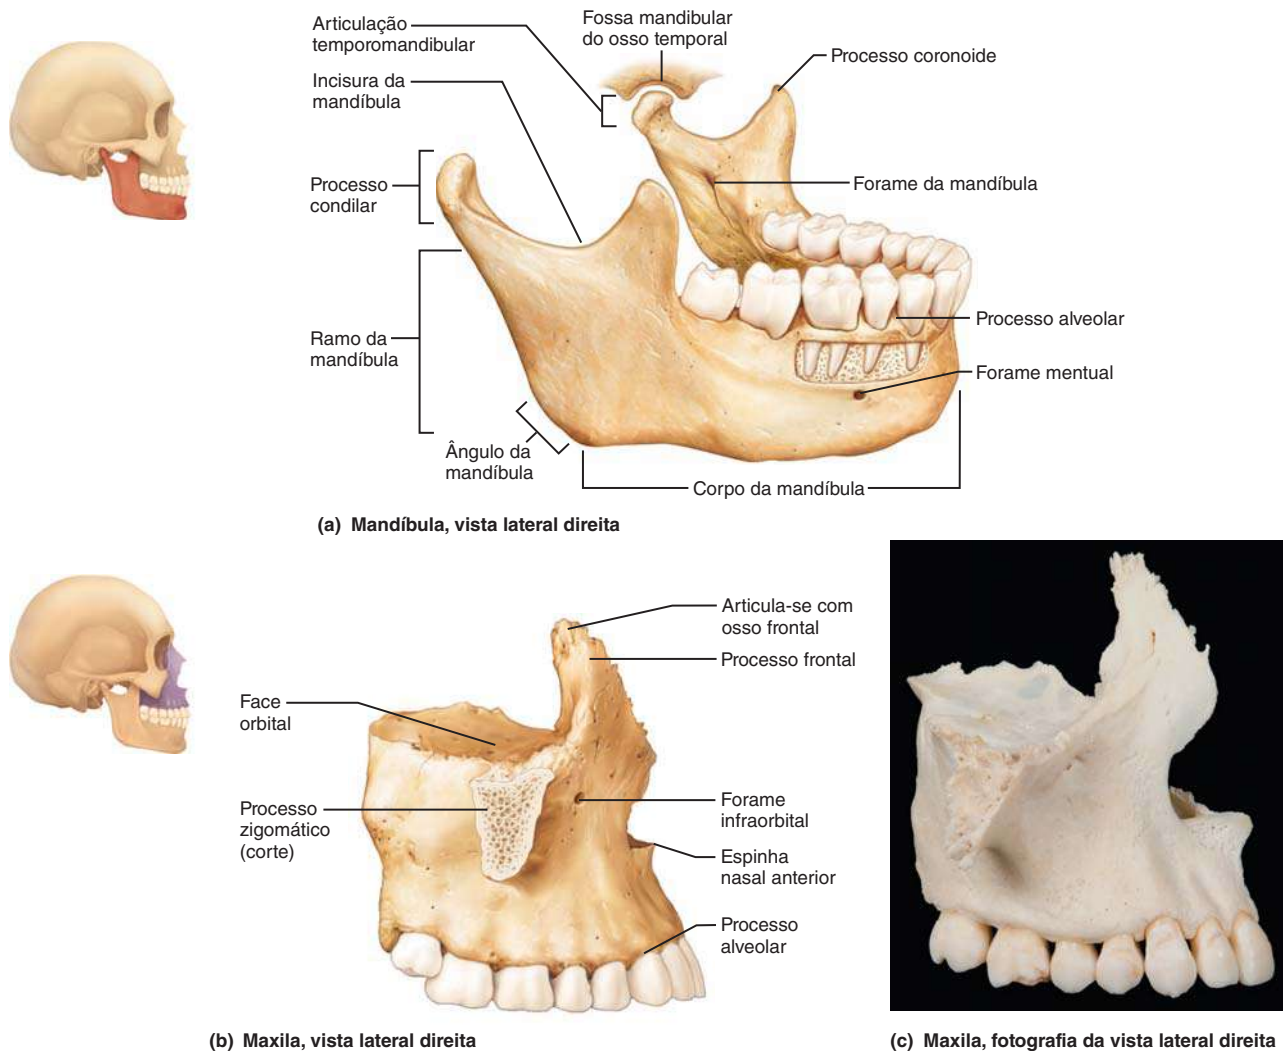 Articulação
temporomandibular
Fossa mandibular
do osso temporal
Processo coronoide
Incisura da
mandíbula
Processo
condilar
Forame da mandíbula
Ramo da
mandíbula
Processo alveolar
Forame mentual
Ângulo da
mandíbula
Corpo da mandíbula
(a) Mandíbula, vista lateral direita
Articula-se com
osso frontal
Processo frontal
Face
orbital
Processo
zigomático
(corte)
Forame
infraorbital
Espinha
nasal anterior
Processo
alveolar
(b) Maxila, vista lateral direita
(c) Maxila, fotografia da vista lateral direita